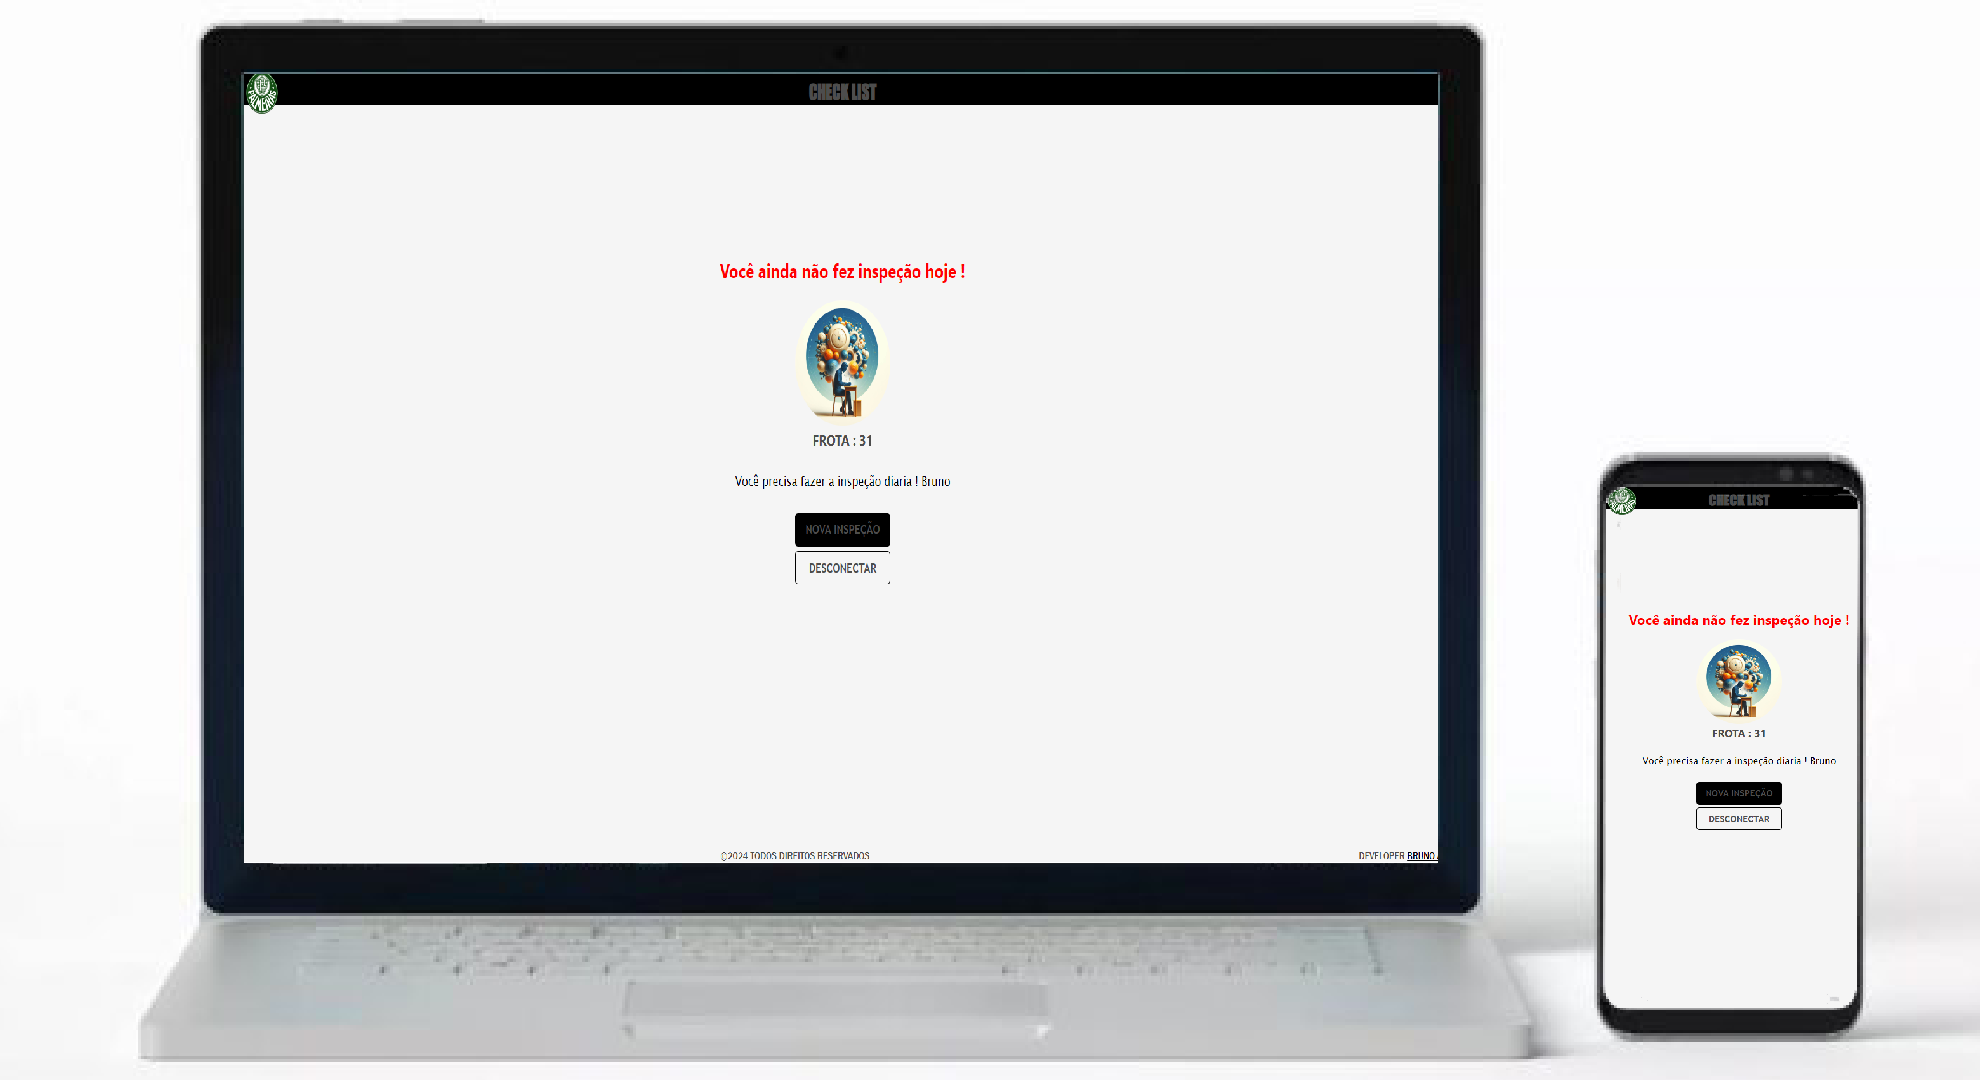 CHECK LIST
Você ainda não fez inspeção hoje !
FROTA : 31
Você precisa fazer a inspeção diaria ! Bruno
NOVA INSPEÇÃO
DESCONECTAR
©2024 TODOS DIREITOS RESERVADOS
DEVELOPER BRUNO
PALMEIRAS
CHECK LIST
Você ainda não fez inspeção hoje !
FROTA : 31
Você precisa fazer a inspeção diaria ! Bruno
NOVA INSPEÇÃO
DESCONECTAR
PALMEIRAS